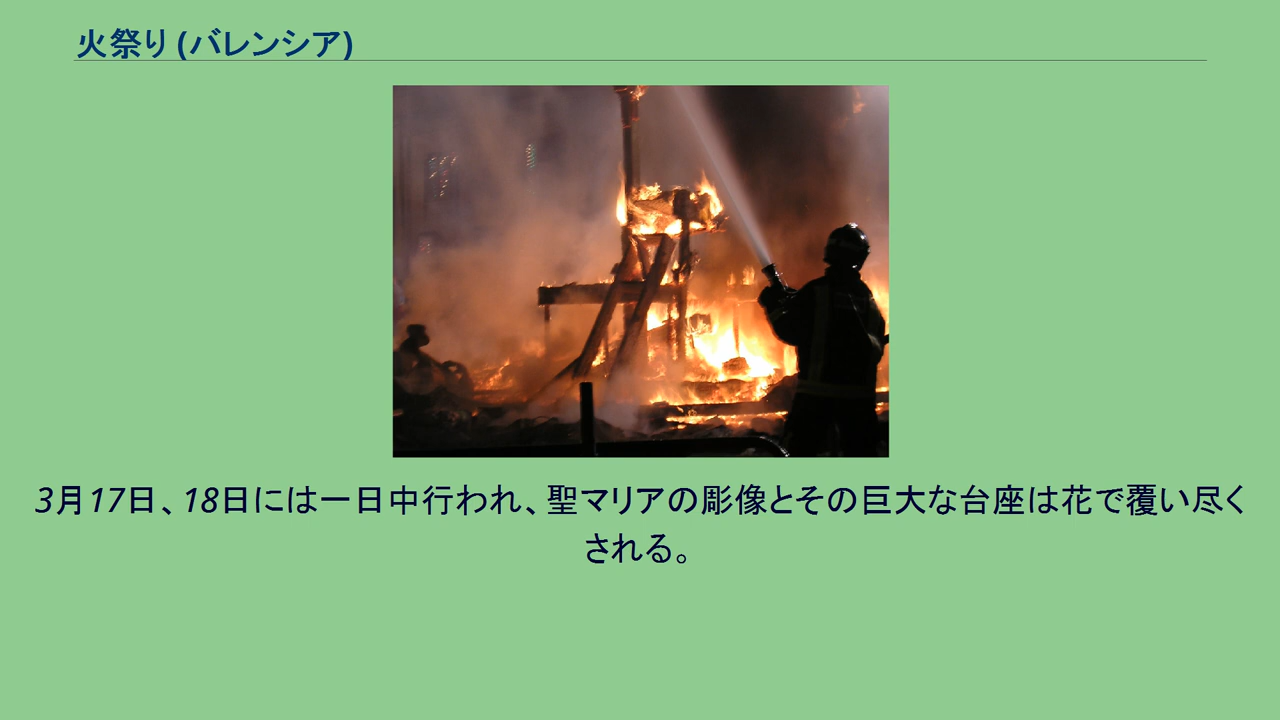 火祭り (バレンシア)
3月17日、18日には一日中行われ、聖マリアの彫像とその巨大な台座は花で覆い尽く
される。